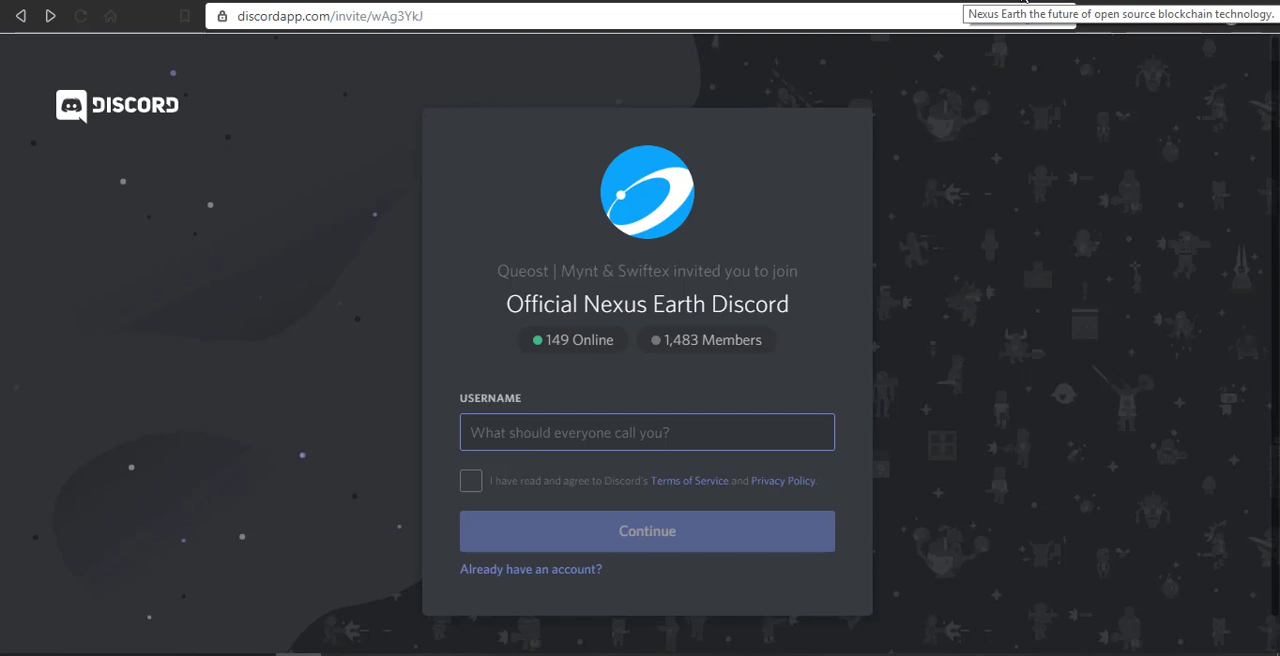 discordapp.com/invite/wAg3YkJ
Nexus Earth the future of open source blockchain technology.
DISCORD
Queost | Mynt & Swiftex invited you to join
Official Nexus Earth Discord
149 Online
1,483 Members
USERNAME
What should everyone call you?
I have read and agree to Discord's Terms of Service and Privacy Policy.
Continue
Already have an account?